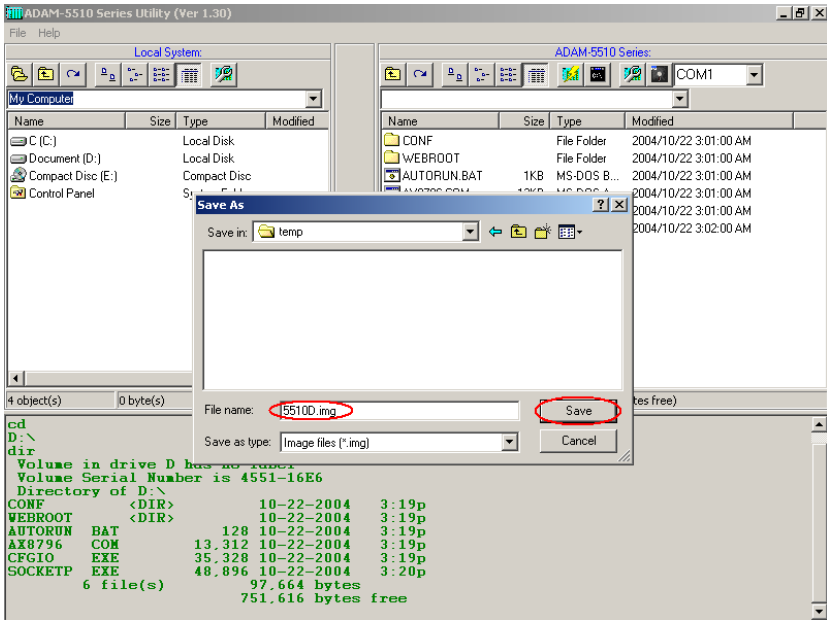 ADAM-5510 Series Utility (Ver 1.30)
File Help
Local System:
ADAM-5510 Series:
COM1
My Computer
Name Size Type Modified
Name Size Type Modified
C (C:) Local Disk
Document (D:) Local Disk
Compact Disc (E:) Compact Disc
Control Panel
CONF File Folder 2004/10/22 3:01:00 AM
WEBROOT File Folder 2004/10/22 3:01:00 AM
AUTORUN.BAT 1KB MS-DOS B... 2004/10/22 3:01:00 AM
2004/10/22 3:01:00 AM
2004/10/22 3:01:00 AM
2004/10/22 3:02:00 AM
Save As
Save in: temp
File name: 5510D.img Save
Save as type: Image files (*.img) Cancel
4 object(s) 0 byte(s)
tes free)
cd
D:\
dir
Volume in drive D has no label
Volume Serial Number is 4551-16E6
Directory of D:\
CONF <DIR> 10-22-2004 3:19p
WEBROOT <DIR> 10-22-2004 3:19p
AUTORUN BAT 128 10-22-2004 3:19p
AX8796 COM 13,312 10-22-2004 3:19p
CFGIO EXE 35,328 10-22-2004 3:19p
SOCKETP EXE 48,896 10-22-2004 3:20p
6 file(s) 97,664 bytes
751,616 bytes free